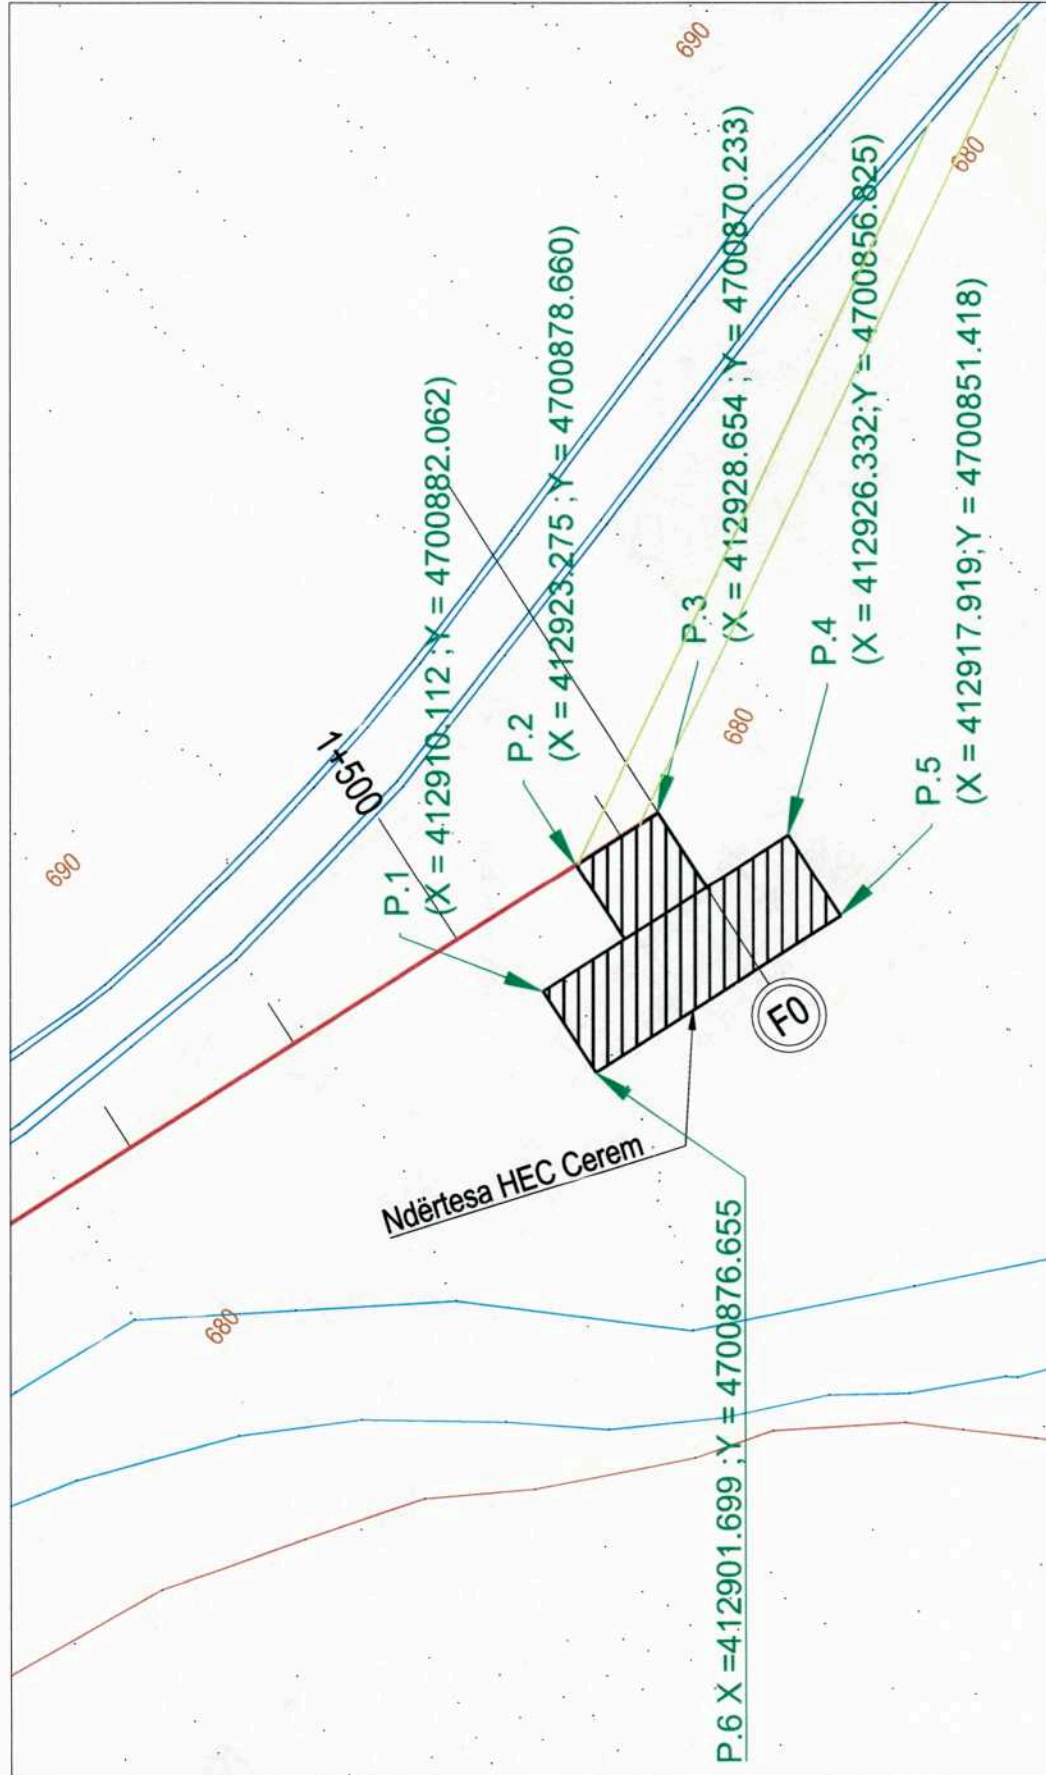 690
690
680
1+500
P.1
(X = 412910.112 ;Y = 4700882.062)
P.2
(X = 412923.275 ;Y = 4700878.660)
P.3
(X = 412928.654 ;Y = 4700870.233)
P.4
(X = 412926.332;Y = 4700856.825)
P.5
(X = 412917.919;Y = 4700851.418)
680
F0
Ndërtesa HEC Cerem
680
P.6 X =412901.699 ;Y = 4700876.655